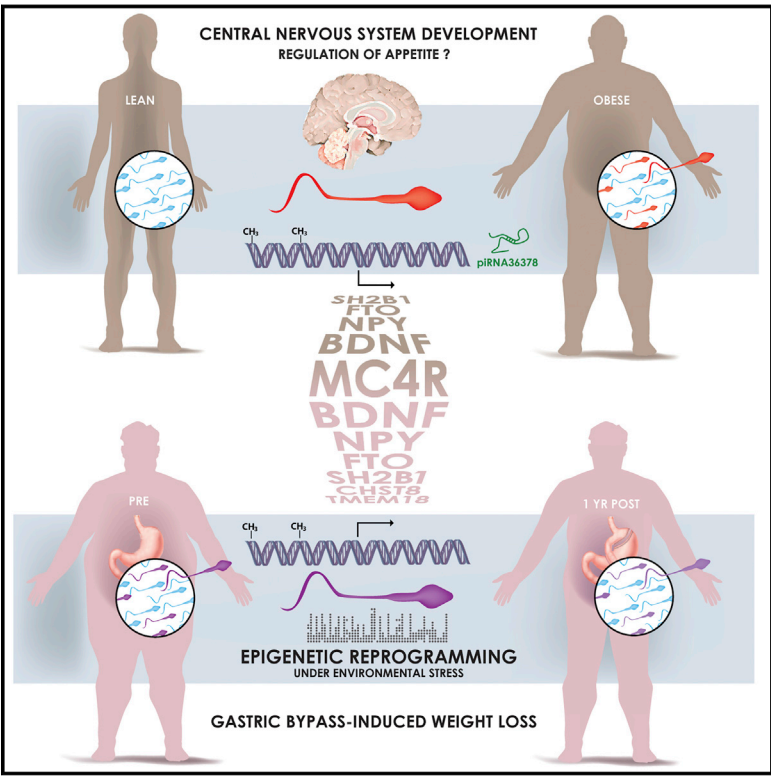 CENTRAL NERVOUS SYSTEM DEVELOPMENT
REGULATION OF APPETITE ?
LEAN
OBESE
CH3
CH3
piRNA36378
SH2B1
FTO
NPY
BDNF
MC4R
BDNF
NPY
FTO
SH2B1
CHST8
TMEM18
PRE
1 YR POST
CH3
CH3
EPIGENETIC REPROGRAMMING
UNDER ENVIRONMENTAL STRESS
GASTRIC BYPASS-INDUCED WEIGHT LOSS